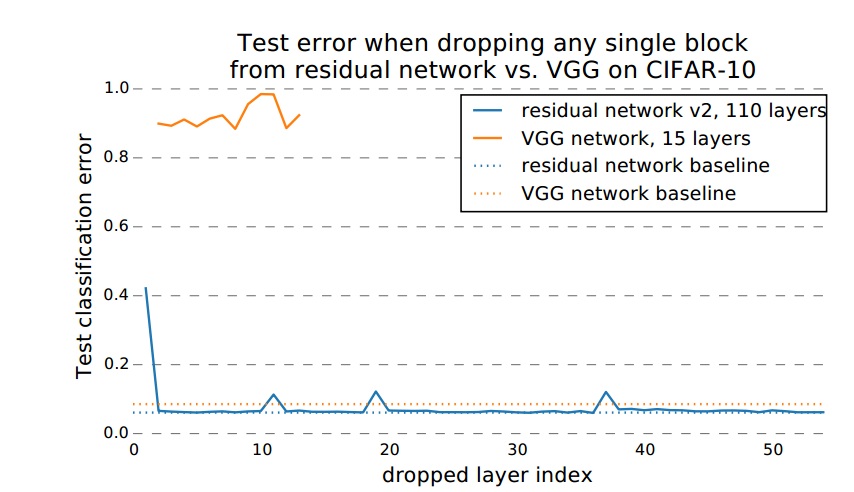 Test error when dropping any single block
from residual network vs. VGG on CIFAR-10
residual network v2, 110 layers
VGG network, 15 layers
residual network baseline
VGG network baseline
Test classification error
1.0
0.8
0.6
0.4
0.2
0.0
0 10 20 30 40 50
dropped layer index